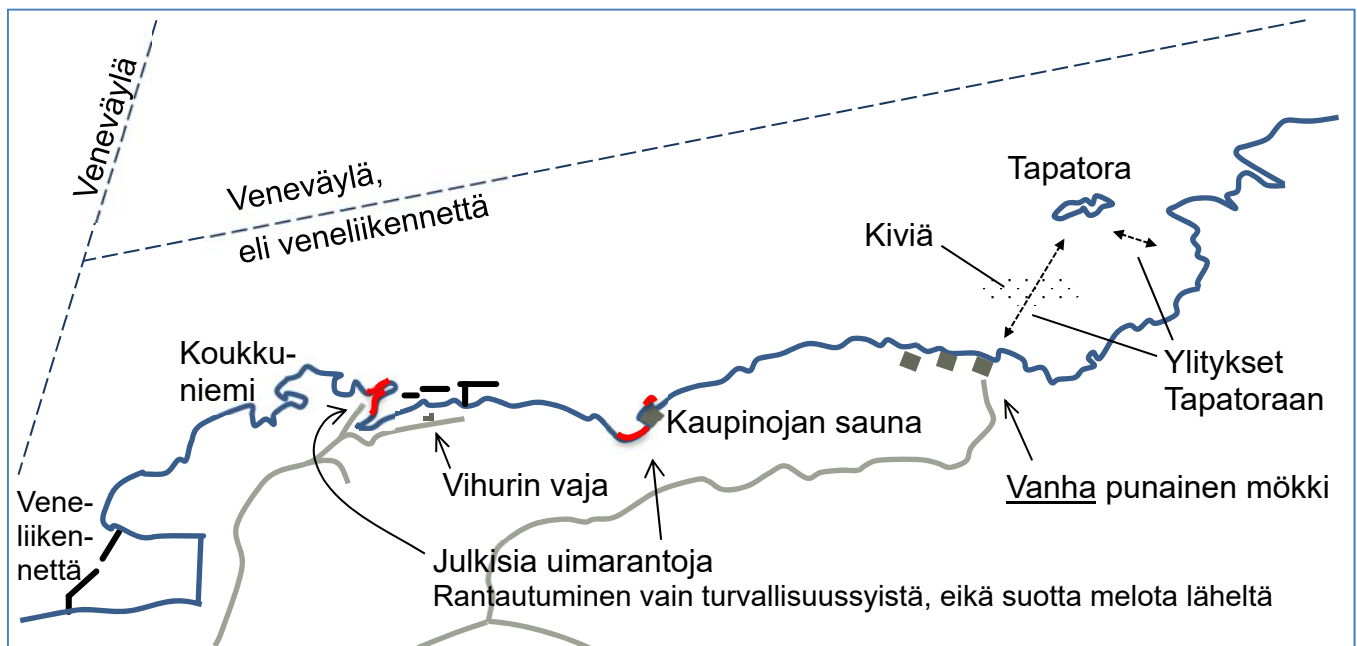 Veneväylä
Veneväylä,
eli veneliikennettä
Tapatora
Kiviä
Koukku-
niemi
Ylitykset
Tapatoraan
Kaupinojan sauna
Vihurin vaja
Vanha punainen mökki
Vene-
liiken-
nettä
Julkisia uimarantoja
Rantautuminen vain turvallisuussyistä, eikä suotta melota läheltä